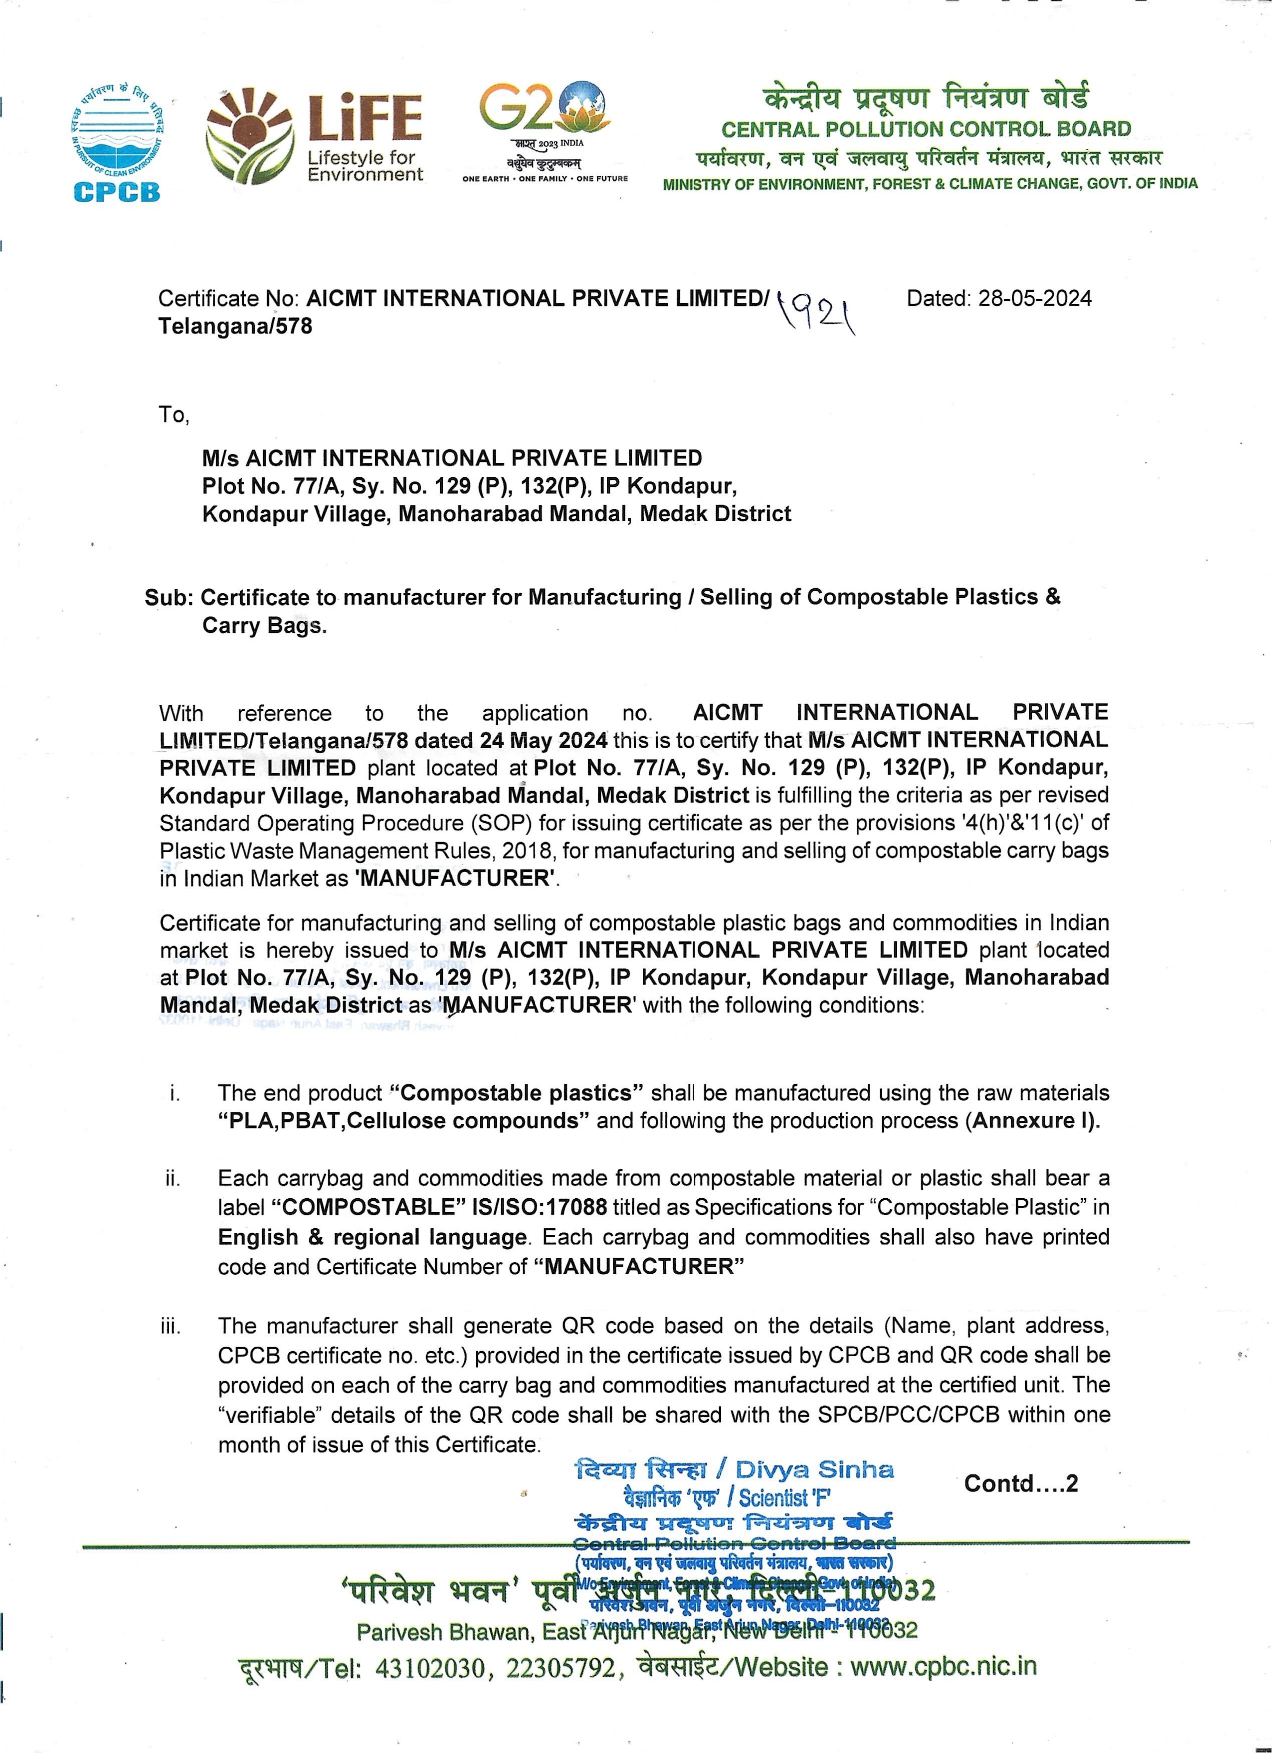 स्वच्छ पर्यावरण के लिए प्रतिबद्ध
IN PURSUIT OF CLEAN ENVIRONMENT
CPCB
LiFE
Lifestyle for
Environment
G20
भारत 2023 INDIA
वसुधैव कुटुम्बकम्
ONE EARTH • ONE FAMILY • ONE FUTURE
केन्द्रीय प्रदूषण नियंत्रण बोर्ड
CENTRAL POLLUTION CONTROL BOARD
पर्यावरण, वन एवं जलवायु परिवर्तन मंत्रालय, भारत सरकार
MINISTRY OF ENVIRONMENT, FOREST & CLIMATE CHANGE, GOVT. OF INDIA
Certificate No: AICMT INTERNATIONAL PRIVATE LIMITED/ 1921 Dated: 28-05-2024
Telangana/578
To,
M/s AICMT INTERNATIONAL PRIVATE LIMITED
Plot No. 77/A, Sy. No. 129 (P), 132(P), IP Kondapur,
Kondapur Village, Manoharabad Mandal, Medak District
Sub: Certificate to manufacturer for Manufacturing / Selling of Compostable Plastics &
Carry Bags.
With reference to the application no. AICMT INTERNATIONAL PRIVATE
LIMITED/Telangana/578 dated 24 May 2024 this is to certify that M/s AICMT INTERNATIONAL
PRIVATE LIMITED plant located at Plot No. 77/A, Sy. No. 129 (P), 132(P), IP Kondapur,
Kondapur Village, Manoharabad Mandal, Medak District is fulfilling the criteria as per revised
Standard Operating Procedure (SOP) for issuing certificate as per the provisions '4(h)'&'11(c)' of
Plastic Waste Management Rules, 2018, for manufacturing and selling of compostable carry bags
in Indian Market as 'MANUFACTURER'.
Certificate for manufacturing and selling of compostable plastic bags and commodities in Indian
market is hereby issued to M/s AICMT INTERNATIONAL PRIVATE LIMITED plant located
at Plot No. 77/A, Sy. No. 129 (P), 132(P), IP Kondapur, Kondapur Village, Manoharabad
Mandal, Medak District as 'MANUFACTURER' with the following conditions:
i. The end product “Compostable plastics” shall be manufactured using the raw materials
“PLA,PBAT,Cellulose compounds” and following the production process (Annexure I).
ii. Each carrybag and commodities made from compostable material or plastic shall bear a
label “COMPOSTABLE” IS/ISO:17088 titled as Specifications for “Compostable Plastic” in
English & regional language. Each carrybag and commodities shall also have printed
code and Certificate Number of “MANUFACTURER”
iii. The manufacturer shall generate QR code based on the details (Name, plant address,
CPCB certificate no. etc.) provided in the certificate issued by CPCB and QR code shall be
provided on each of the carry bag and commodities manufactured at the certified unit. The
“verifiable” details of the QR code shall be shared with the SPCB/PCC/CPCB within one
month of issue of this Certificate.
Contd....2
दिव्या सिन्हा / Divya Sinha
वैज्ञानिक 'एफ' / Scientist 'F'
केंद्रीय प्रदूषण नियंत्रण बोर्ड
Central Pollution Control Board
(पर्यावरण, वन एवं जलवायु परिवर्तन मंत्रालय, भारत सरकार)
M/o Environment, Forest & Climate Change, Govt. of India)
परिवेश भवन, पूर्वी अर्जुन नगर, दिल्ली-110032
Parivesh Bhawan, East Arjun Nagar, Delhi-110032
‘परिवेश भवन’ पूर्वी अर्जुन नगर, दिल्ली-110032
Parivesh Bhawan, East Arjun Nagar, New Delhi - 110032
दूरभाष/Tel: 43102030, 22305792, वेबसाईट/Website : www.cpbc.nic.in